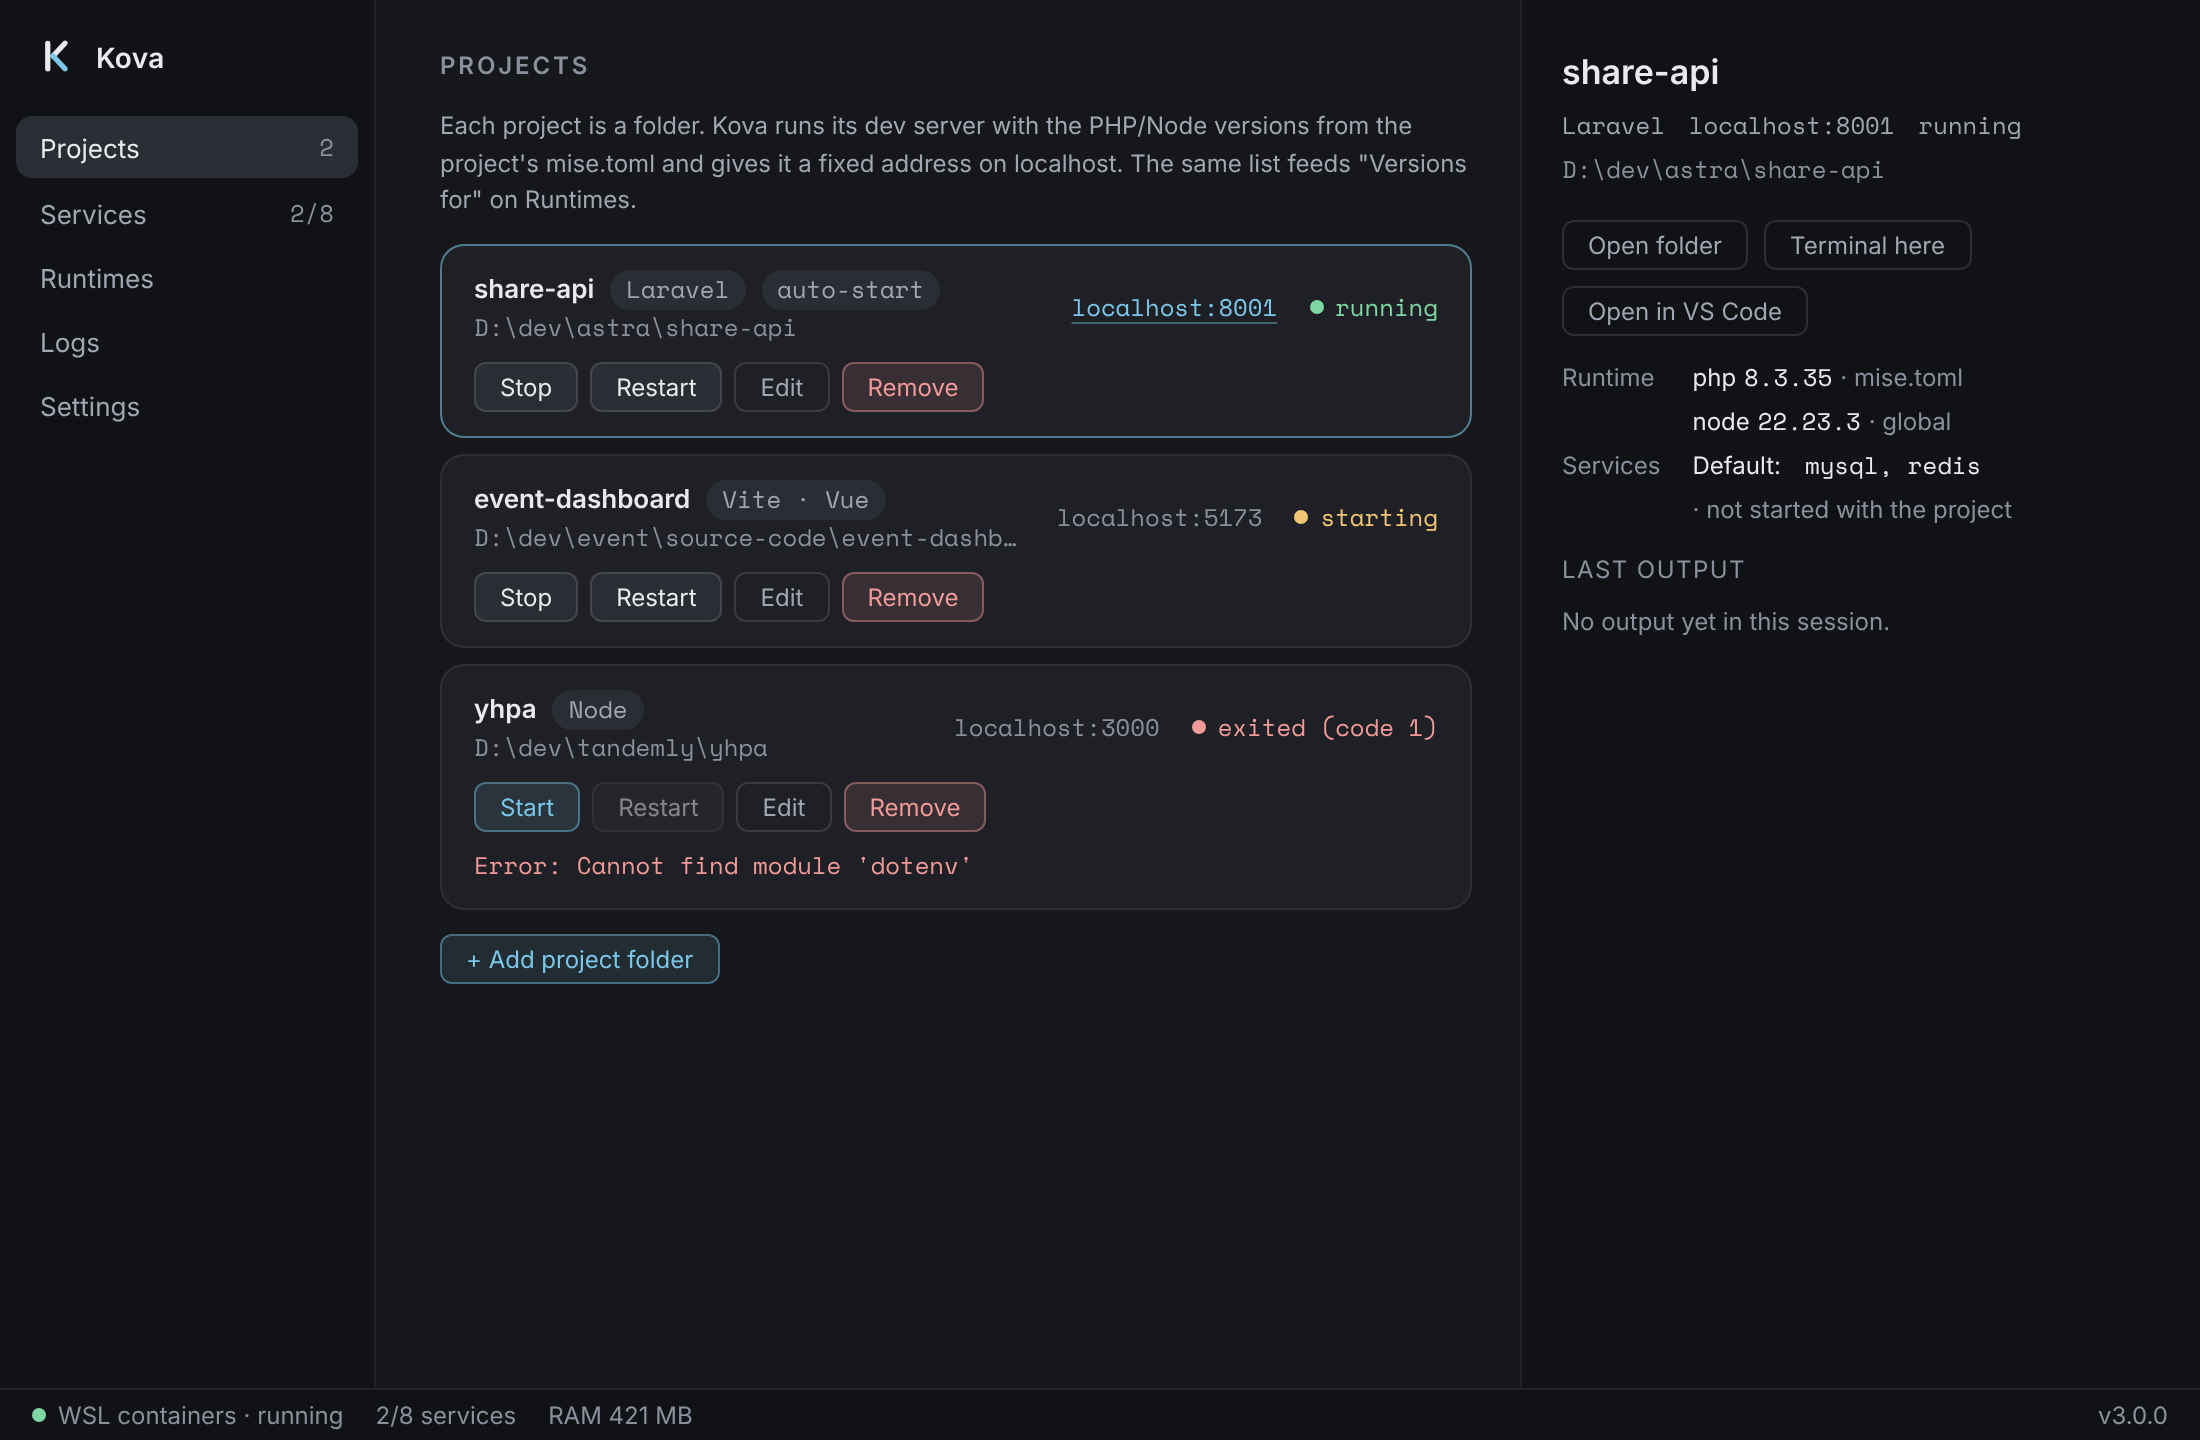 Kova
Projects 2
Services 2/8
Runtimes
Logs
Settings
PROJECTS
Each project is a folder. Kova runs its dev server with the PHP/Node versions from the
project's mise.toml and gives it a fixed address on localhost. The same list feeds "Versions
for" on Runtimes.
share-api Laravel auto-start
D:\dev\astra\share-api
localhost:8001 running
Stop Restart Edit Remove
event-dashboard Vite · Vue
D:\dev\event\source-code\event-dashb…
localhost:5173 starting
Stop Restart Edit Remove
yhpa Node
D:\dev\tandemly\yhpa
localhost:3000 exited (code 1)
Start Restart Edit Remove
Error: Cannot find module 'dotenv'
+ Add project folder
share-api
Laravel localhost:8001 running
D:\dev\astra\share-api
Open folder Terminal here
Open in VS Code
Runtime php 8.3.35 · mise.toml
node 22.23.3 · global
Services Default: mysql, redis
· not started with the project
LAST OUTPUT
No output yet in this session.
WSL containers · running 2/8 services RAM 421 MB v3.0.0